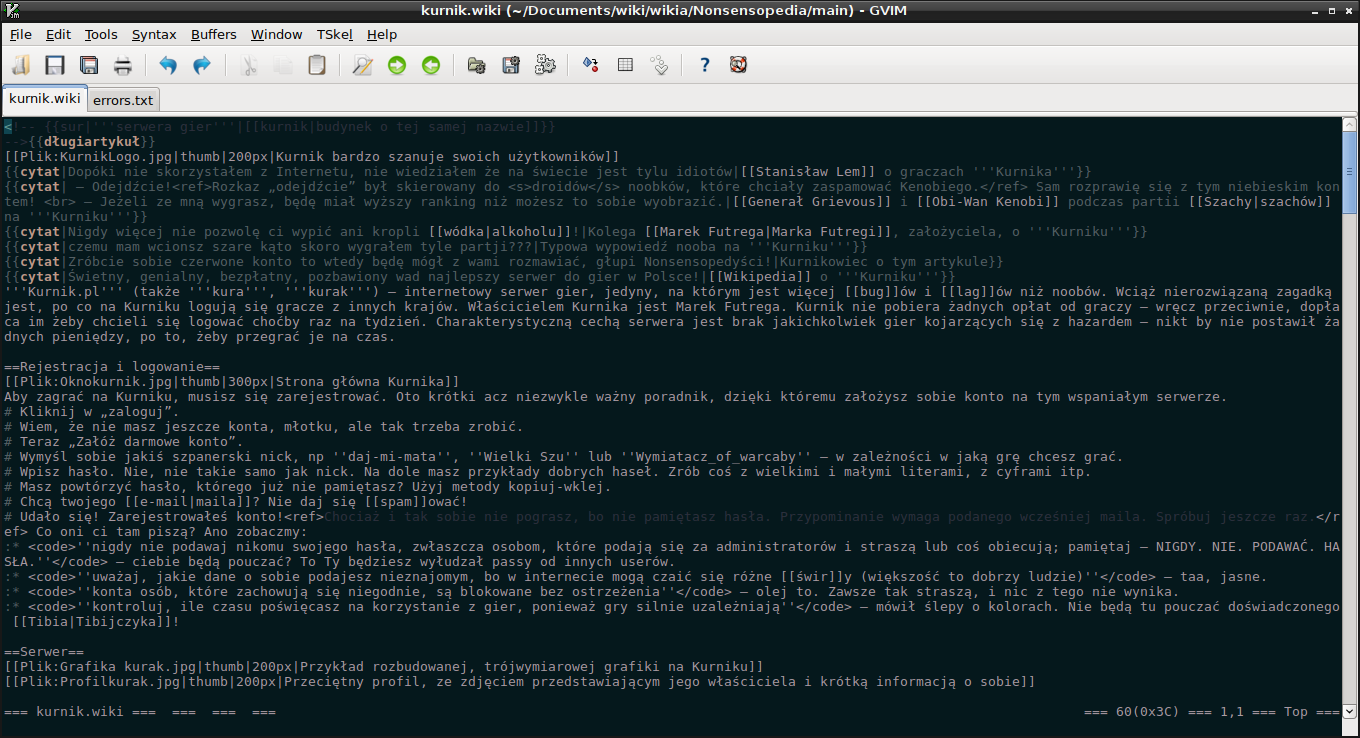 kurnik.wiki (~/Documents/wiki/wikia/Nonsensopedia/main) - GVIM
File Edit Tools Syntax Buffers Window TSkel Help
kurnik.wiki errors.txt
<!-- {{sur|'''serwera gier'''|[[kurnik|budynek o tej samej nazwie]]}}
-->{{długiartykuł}}
[[Plik:KurnikLogo.jpg|thumb|200px|Kurnik bardzo szanuje swoich użytkowników]]
{{cytat|Dopóki nie skorzystałem z Internetu, nie wiedziałem że na świecie jest tylu idiotów|[[Stanisław Lem]] o graczach '''Kurnika'''}}
{{cytat| – Odejdźcie!<ref>Rozkaz „odejdźcie” był skierowany do <s>droidów</s> noobków, które chciały zaspamować Kenobiego.</ref> Sam rozprawię się z tym niebieskim kon
tem! <br> – Jeżeli ze mną wygrasz, będę miał wyższy ranking niż możesz to sobie wyobrazić.|[[Generał Grievous]] i [[Obi-Wan Kenobi]] podczas partii [[Szachy|szachów]]
na '''Kurniku'''}}
{{cytat|Nigdy więcej nie pozwolę ci wypić ani kropli [[wódka|alkoholu]]!|Kolega [[Marek Futrega|Marka Futregi]], założyciela, o '''Kurniku'''}}
{{cytat|czemu mam wcionsz szare kąto skoro wygrałem tyle partji???|Typowa wypowiedź nooba na '''Kurniku'''}}
{{cytat|Zróbcie sobie czerwone konto to wtedy będę mógł z wami rozmawiać, głupi Nonsensopedyści!|Kurnikowiec o tym artykule}}
{{cytat|Świetny, genialny, bezpłatny, pozbawiony wad najlepszy serwer do gier w Polsce!|[[Wikipedia]] o '''Kurniku'''}}
'''Kurnik.pl''' (także '''kura''', '''kurak''') – internetowy serwer gier, jedyny, na którym jest więcej [[bug]]ów i [[lag]]ów niż noobów. Wciąż nierozwiązaną zagadką
jest, po co na Kurniku logują się gracze z innych krajów. Właścicielem Kurnika jest Marek Futrega. Kurnik nie pobiera żadnych opłat od graczy – wręcz przeciwnie, dopła
ca im żeby chcieli się logować choćby raz na tydzień. Charakterystyczną cechą serwera jest brak jakichkolwiek gier kojarzących się z hazardem – nikt by nie postawił ża
dnych pieniędzy, po to, żeby przegrać je na czas.
==Rejestracja i logowanie==
[[Plik:Oknokurnik.jpg|thumb|300px|Strona główna Kurnika]]
Aby zagrać na Kurniku, musisz się zarejestrować. Oto krótki acz niezwykle ważny poradnik, dzięki któremu założysz sobie konto na tym wspaniałym serwerze.
# Kliknij w „zaloguj”.
# Wiem, że nie masz jeszcze konta, młotku, ale tak trzeba zrobić.
# Teraz „Załóż darmowe konto”.
# Wymyśl sobie jakiś szpanerski nick, np ''daj-mi-mata'', ''Wielki Szu'' lub ''Wymiatacz_of_warcaby'' – w zależności w jaką grę chcesz grać.
# Wpisz hasło. Nie, nie takie samo jak nick. Na dole masz przykłady dobrych haseł. Zrób coś z wielkimi i małymi literami, z cyframi itp.
# Masz powtórzyć hasło, którego już nie pamiętasz? Użyj metody kopiuj-wklej.
# Chcą twojego [[e-mail|maila]]? Nie daj się [[spam]]ować!
# Udało się! Zarejestrowałeś konto!<ref>Chociaż i tak sobie nie pograsz, bo nie pamiętasz hasła. Przypominanie wymaga podanego wcześniej maila. Spróbuj jeszcze raz.</r
ef> Co oni ci tam piszą? Ano zobaczmy:
:* <code>''nigdy nie podawaj nikomu swojego hasła, zwłaszcza osobom, które podają się za administratorów i straszą lub coś obiecują; pamiętaj – NIGDY. NIE. PODAWAĆ. HA
SŁA.''</code> – ciebie będą pouczać? To Ty będziesz wyłudzał passy od innych userów.
:* <code>''uważaj, jakie dane o sobie podajesz nieznajomym, bo w internecie mogą czaić się różne [[świr]]y (większość to dobrzy ludzie)''</code> – taa, jasne.
:* <code>''konta osób, które zachowują się niegodnie, są blokowane bez ostrzeżenia''</code> – olej to. Zawsze tak straszą, i nic z tego nie wynika.
:* <code>''kontroluj, ile czasu poświęcasz na korzystanie z gier, ponieważ gry silnie uzależniają''</code> – mówił ślepy o kolorach. Nie będą tu pouczać doświadczonego
[[Tibia|Tibijczyka]]!
==Serwer==
[[Plik:Grafika kurak.jpg|thumb|200px|Przykład rozbudowanej, trójwymiarowej grafiki na Kurniku]]
[[Plik:Profilkurak.jpg|thumb|200px|Przeciętny profil, ze zdjęciem przedstawiającym jego właściciela i krótką informacją o sobie]]
=== kurnik.wiki === === === === === 60(0x3C) === 1,1 === Top ===